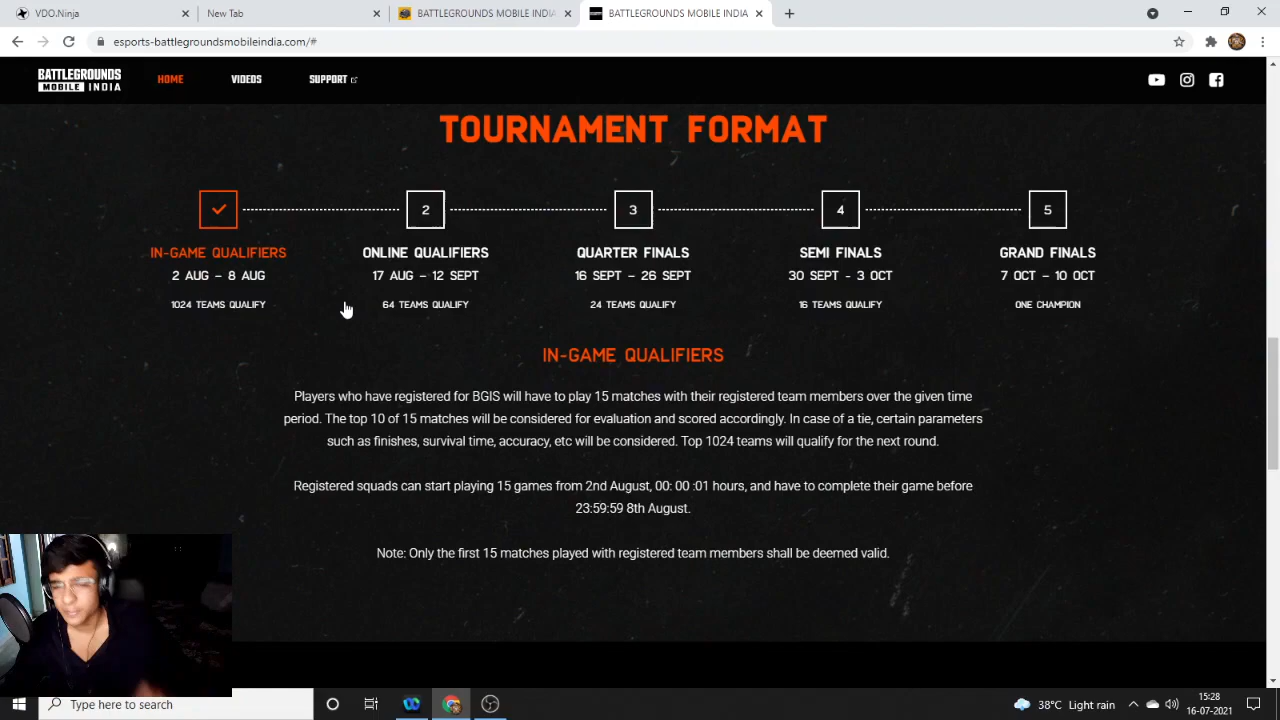 VDO.Ninja
New Tab
BATTLEGROUNDS MOBILE INDIA
BATTLEGROUNDS MOBILE INDIA
esports-battlegroundsmobileindia.com/#
BATTLEGROUNDS
MOBILE INDIA
HOME
VIDEOS
SUPPORT
TOURNAMENT FORMAT
2
3
4
5
IN-GAME QUALIFIERS
ONLINE QUALIFIERS
QUARTER FINALS
SEMI FINALS
GRAND FINALS
2 AUG – 8 AUG
17 AUG – 12 SEPT
16 SEPT – 26 SEPT
30 SEPT - 3 OCT
7 OCT – 10 OCT
1024 TEAMS QUALIFY
64 TEAMS QUALIFY
24 TEAMS QUALIFY
16 TEAMS QUALIFY
ONE CHAMPION
IN-GAME QUALIFIERS
Players who have registered for BGIS will have to play 15 matches with their registered team members over the given time
period. The top 10 of 15 matches will be considered for evaluation and scored accordingly. In case of a tie, certain parameters
such as finishes, survival time, accuracy, etc will be considered. Top 1024 teams will qualify for the next round.
Registered squads can start playing 15 games from 2nd August, 00: 00 :01 hours, and have to complete their game before
23:59:59 8th August.
Note: Only the first 15 matches played with registered team members shall be deemed valid.
Type here to search
38°C Light rain
15:28
16-07-2021